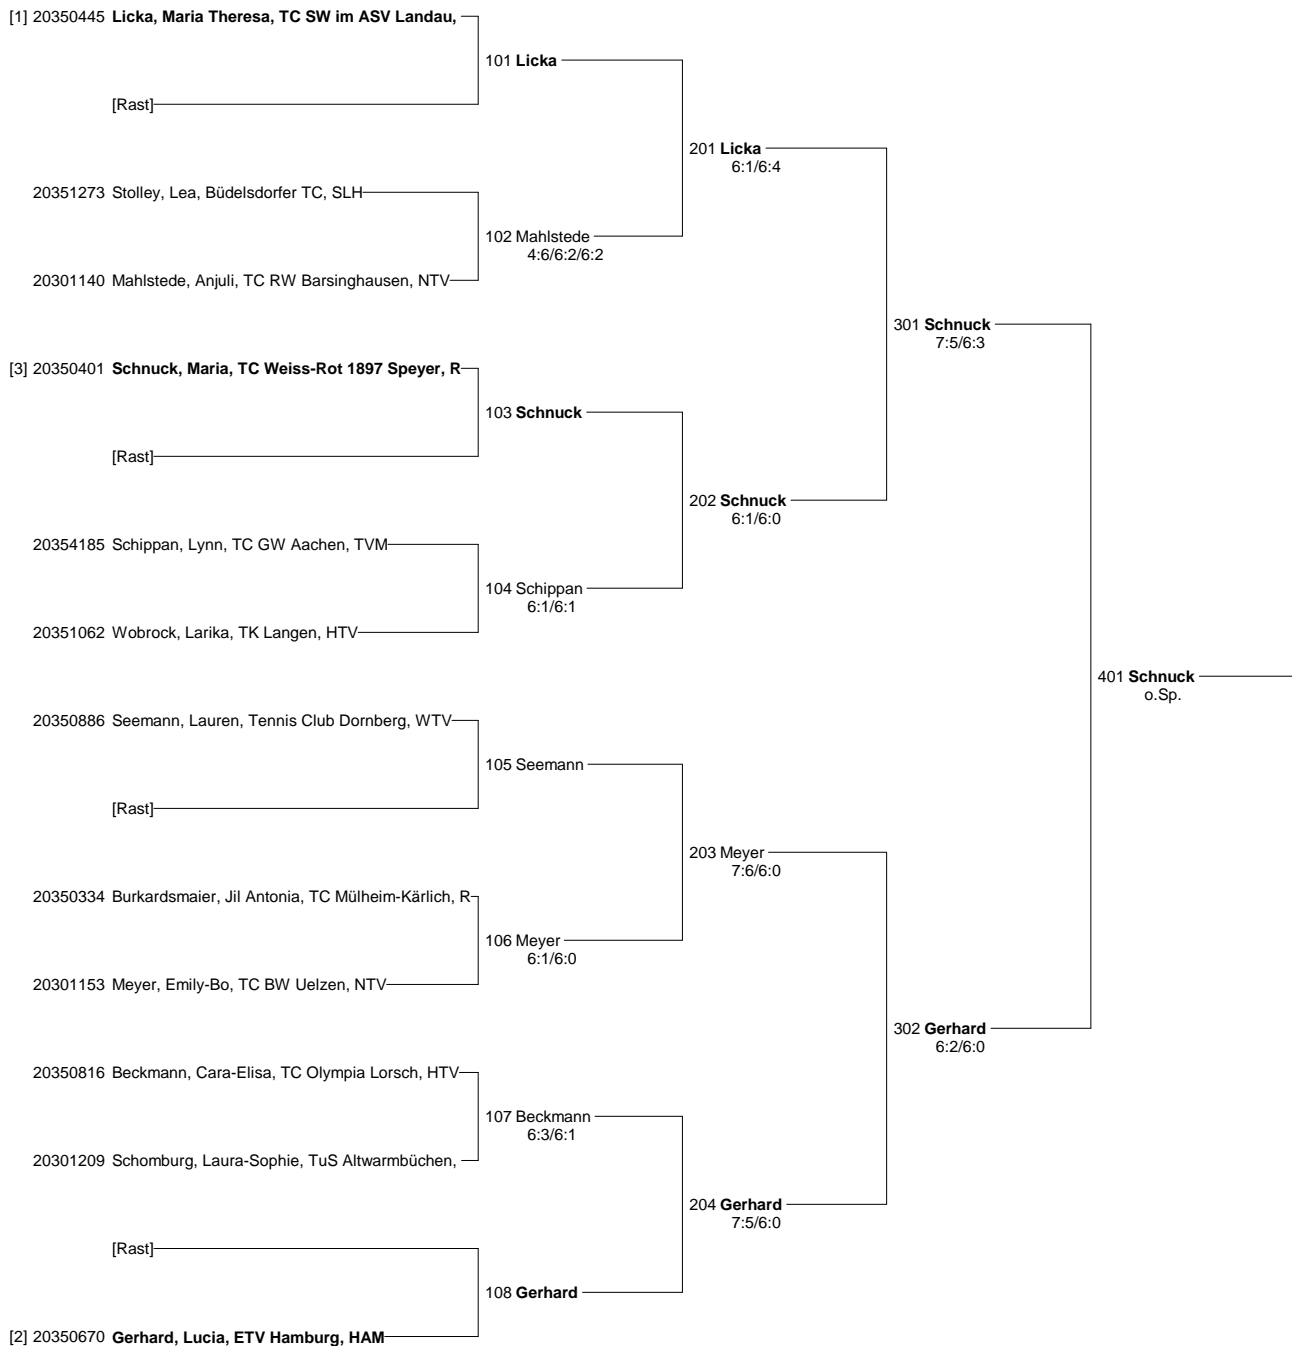 [1] 20350445 Licka, Maria Theresa, TC SW im ASV Landau,
101 Licka
[Rast]
201 Licka
6:1/6:4
20351273 Stolley, Lea, Büdelsdorfer TC, SLH
102 Mahlstede
4:6/6:2/6:2
20301140 Mahlstede, Anjuli, TC RW Barsinghausen, NTV
301 Schnuck
7:5/6:3
[3] 20350401 Schnuck, Maria, TC Weiss-Rot 1897 Speyer, R
103 Schnuck
[Rast]
202 Schnuck
6:1/6:0
20354185 Schippan, Lynn, TC GW Aachen, TVM
104 Schippan
6:1/6:1
20351062 Wobrock, Larika, TK Langen, HTV
401 Schnuck
o.Sp.
20350886 Seemann, Lauren, Tennis Club Dornberg, WTV
105 Seemann
[Rast]
203 Meyer
7:6/6:0
20350334 Burkardsmaier, Jil Antonia, TC Mülheim-Kärlich, R
106 Meyer
6:1/6:0
20301153 Meyer, Emily-Bo, TC BW Uelzen, NTV
302 Gerhard
6:2/6:0
20350816 Beckmann, Cara-Elisa, TC Olympia Lorsch, HTV
107 Beckmann
6:3/6:1
20301209 Schomburg, Laura-Sophie, TuS Altwarmbüchen,
204 Gerhard
7:5/6:0
[Rast]
108 Gerhard
[2] 20350670 Gerhard, Lucia, ETV Hamburg, HAM